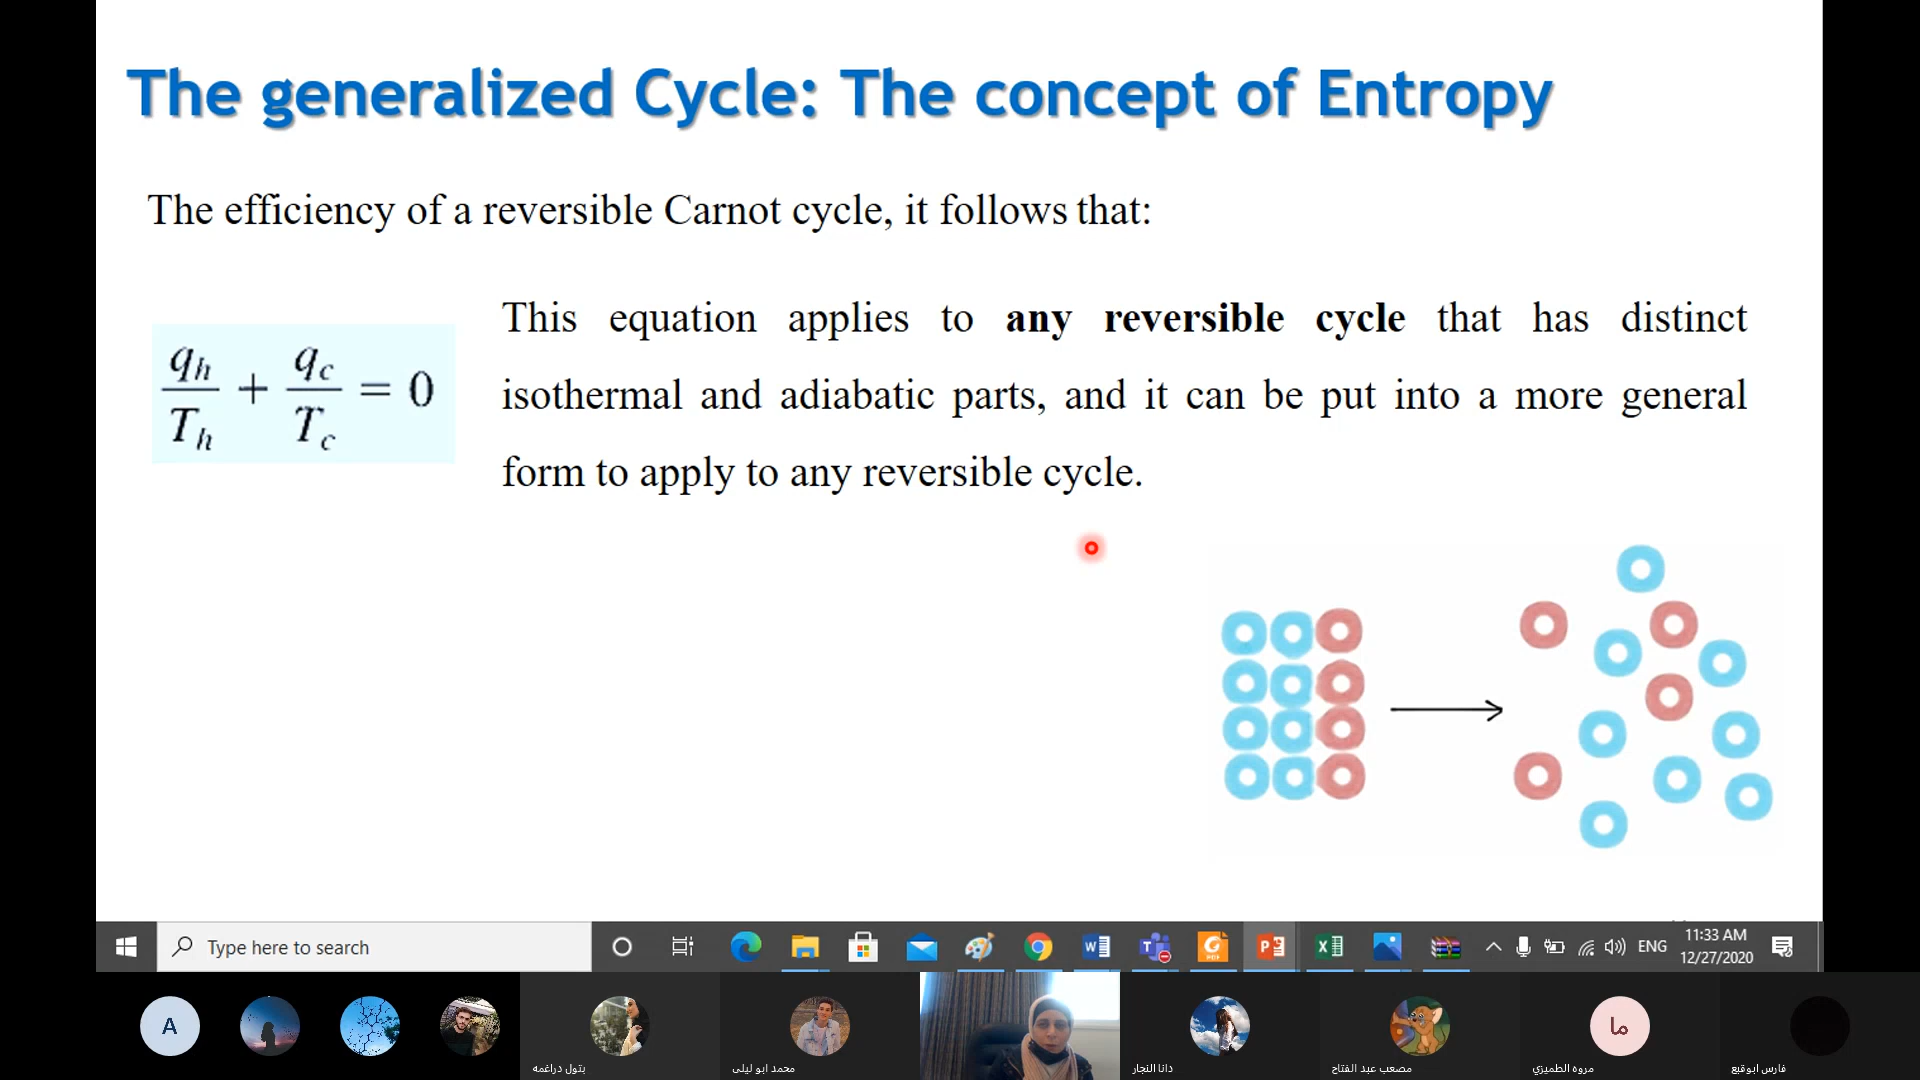 The generalized Cycle: The concept of Entropy
The efficiency of a reversible Carnot cycle, it follows that:
q_h/T_h + q_c/T_c = 0
This equation applies to any reversible cycle that has distinct
isothermal and adiabatic parts, and it can be put into a more general
form to apply to any reversible cycle.
Type here to search
ENG
11:33 AM
12/27/2020
A
بتول دراغمه
محمد ابو ليلى
دانا النجار
مصعب عبد الفتاح
ما
مروه الطميزي
فارس ابوقبع